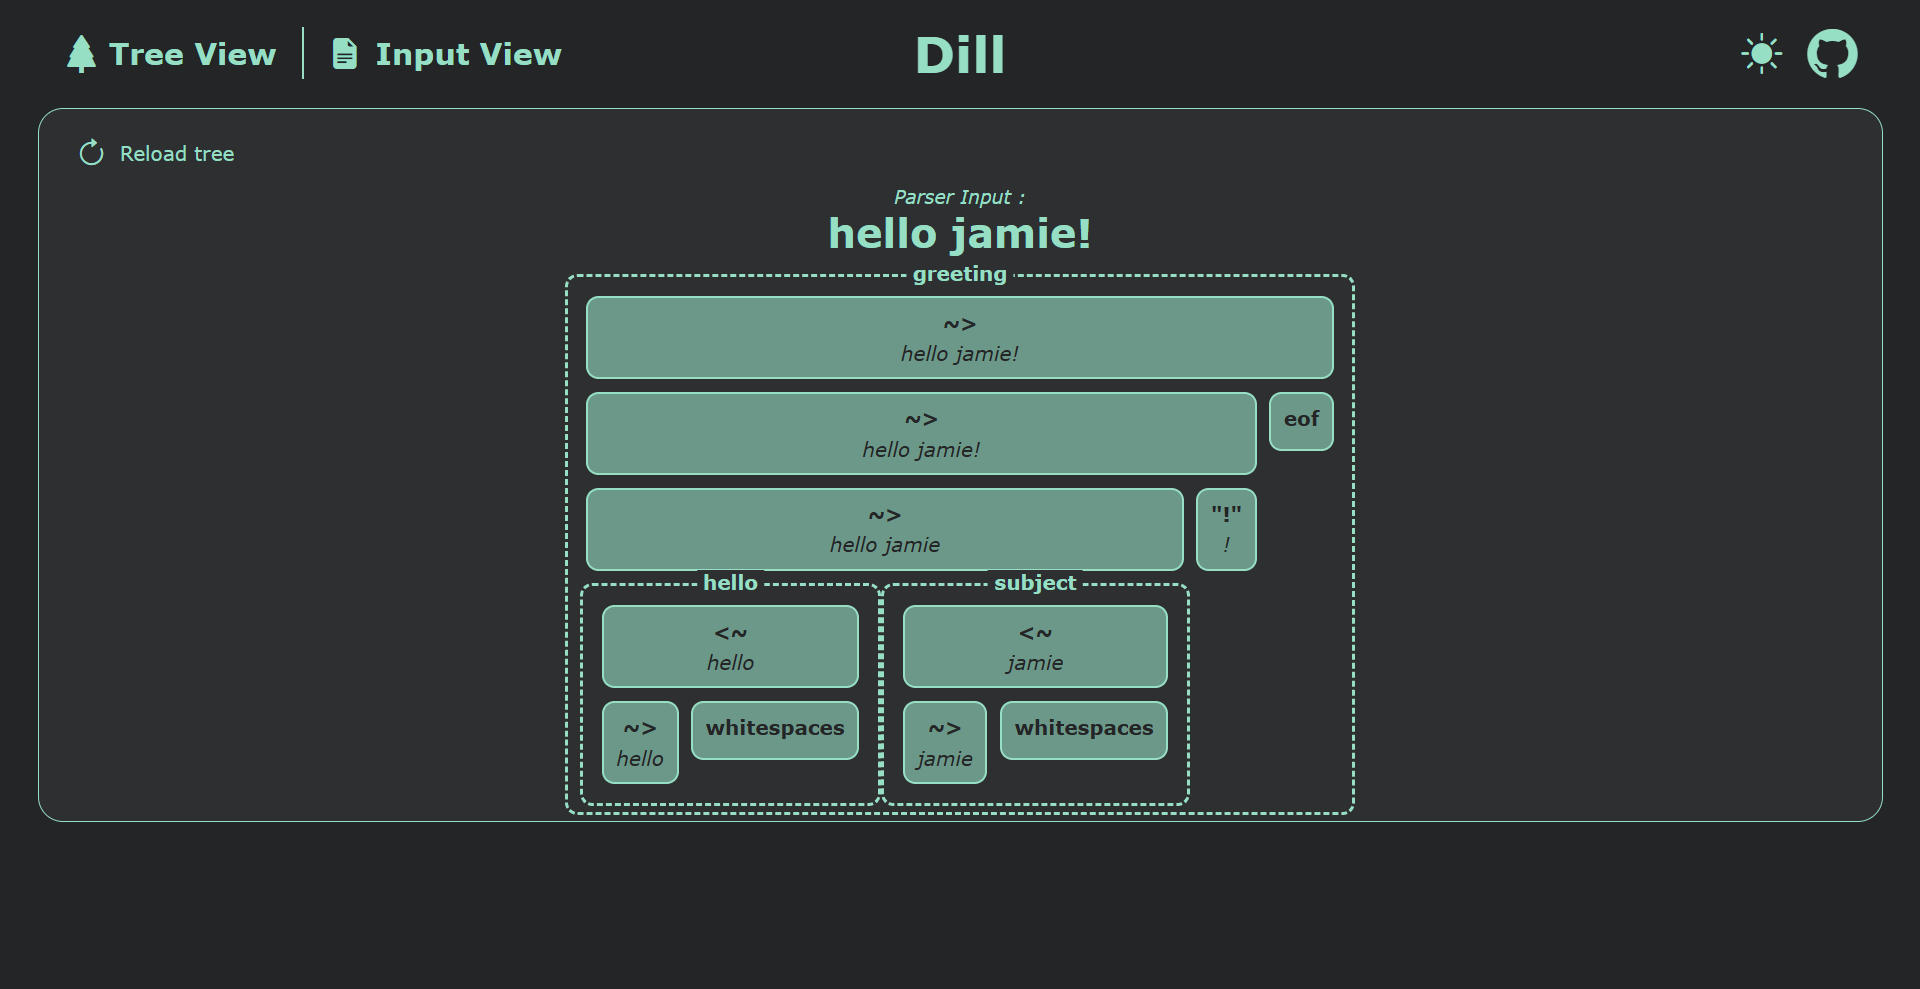 Tree View
Input View
Dill
Reload tree
Parser Input :
hello jamie!
greeting
~>
hello jamie!
~>
hello jamie!
eof
~>
hello jamie
"!"
!
hello
subject
<~
hello
<~
jamie
~>
hello
whitespaces
~>
jamie
whitespaces